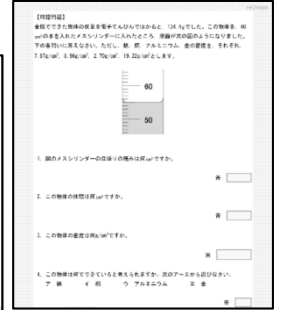 【問題例題】
金属でできた物体の質量を電子てんびんではかると、134.4gでした。この物体を、40
cm³の水を入れたメスシリンダーに入れたところ、液面が次の図のようになりました。
下の各問いに答えなさい。ただし、鉄、銅、アルミニウム、金の密度を、それぞれ、
7.87g/cm³、8.96g/cm³、2.70g/cm³、19.32g/cm³とします。
60
50
1. 図のメスシリンダーの目盛りの読みは何cm³ですか。
答
2. この物体の体積は何cm³ですか。
答
3. この物体の密度は何g/cm³ですか。
答
4. この物体は何でできていると考えられますか。次のア～エから選びなさい。
ア 鉄 イ 銅 ウ アルミニウム エ 金
答